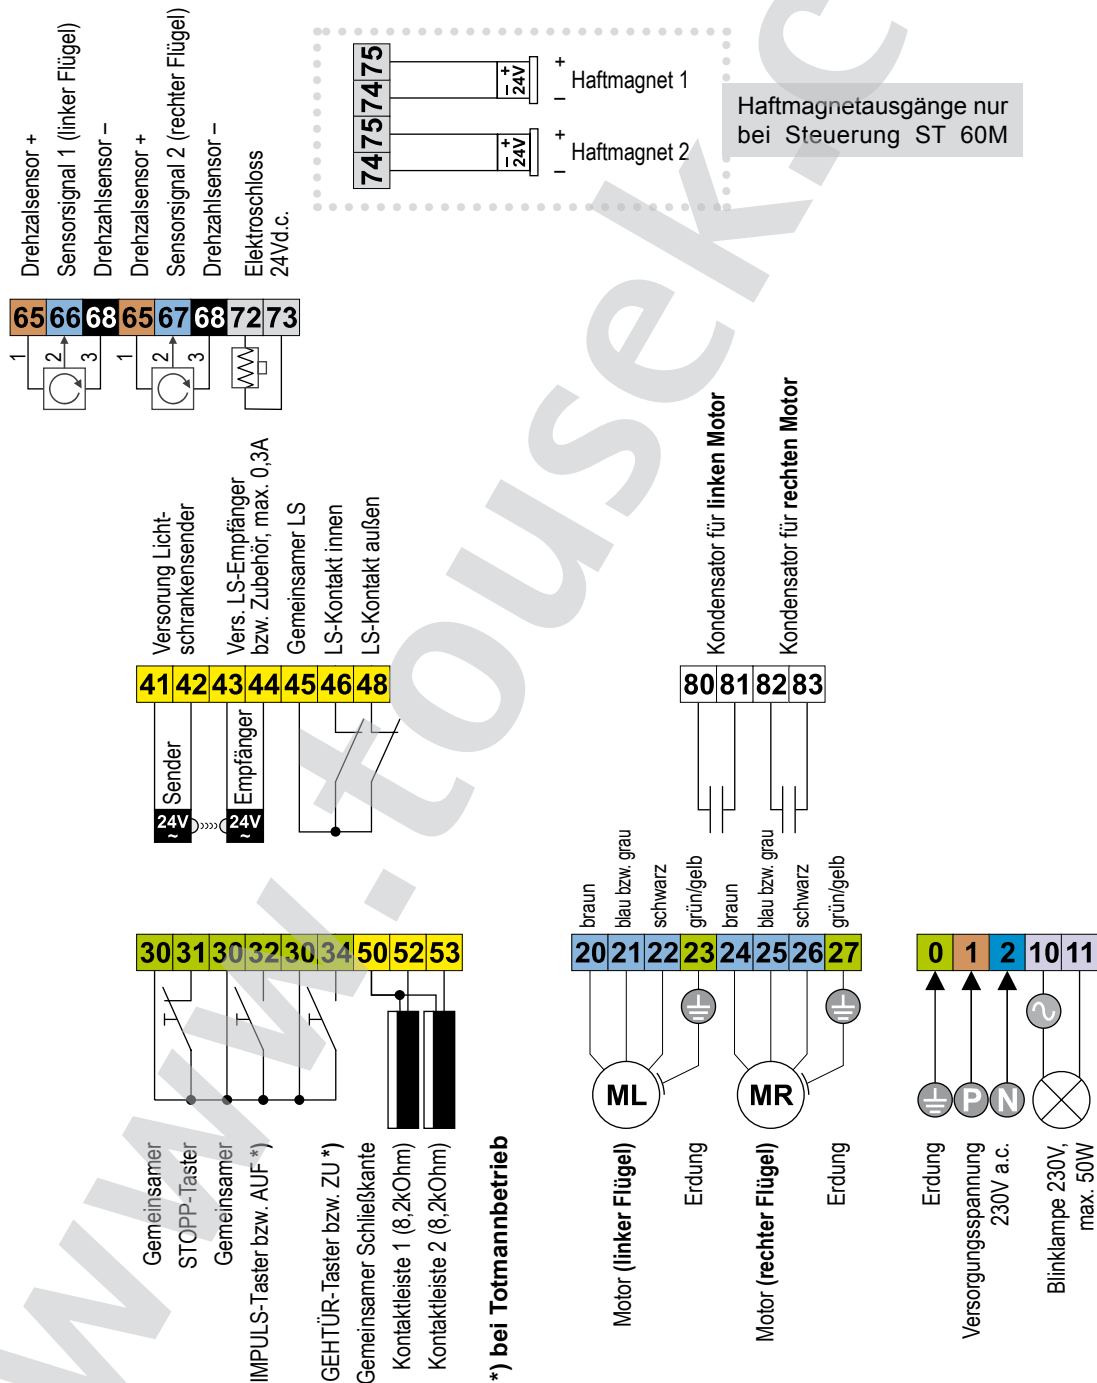 Drehzalsensor +
Sensorsignal 1 (linker Flügel)
Drehzahlsensor –
Drehzalsensor +
Sensorsignal 2 (rechter Flügel)
Drehzahlsensor –
Elektroschloss
24Vd.c.
65 66 68 65 67 68 72 73
1 2 3 1 2 3
74 75 74 75
+
– +
24V
–
Haftmagnet 1
+
– +
24V
–
Haftmagnet 2
Haftmagnetausgänge nur
bei Steuerung ST 60M
Versorung Licht-
schrankensender
Vers. LS-Empfänger
bzw. Zubehör, max. 0,3A
Gemeinsamer LS
LS-Kontakt innen
LS-Kontakt außen
41 42 43 44 45 46 48
Sender
Empfänger
24V
~
24V
~
Kondensator für linken Motor
Kondensator für rechten Motor
80 81 82 83
30 31 30 32 30 34 50 52 53
Gemeinsamer
STOPP-Taster
Gemeinsamer
IMPULS-Taster bzw. AUF *)
GEHTÜR-Taster bzw. ZU *)
Gemeinsamer Schließkante
Kontaktleiste 1 (8,2kOhm)
Kontaktleiste 2 (8,2kOhm)
*) bei Totmannbetrieb
braun
blau bzw. grau
schwarz
grün/gelb
braun
blau bzw. grau
schwarz
grün/gelb
20 21 22 23 24 25 26 27
ML
MR
Motor (linker Flügel)
Erdung
Motor (rechter Flügel)
Erdung
0 1 2 10 11
P N
Erdung
Versorgungsspannung
230V a.c.
Blinklampe 230V,
max. 50W
www.tousek.c